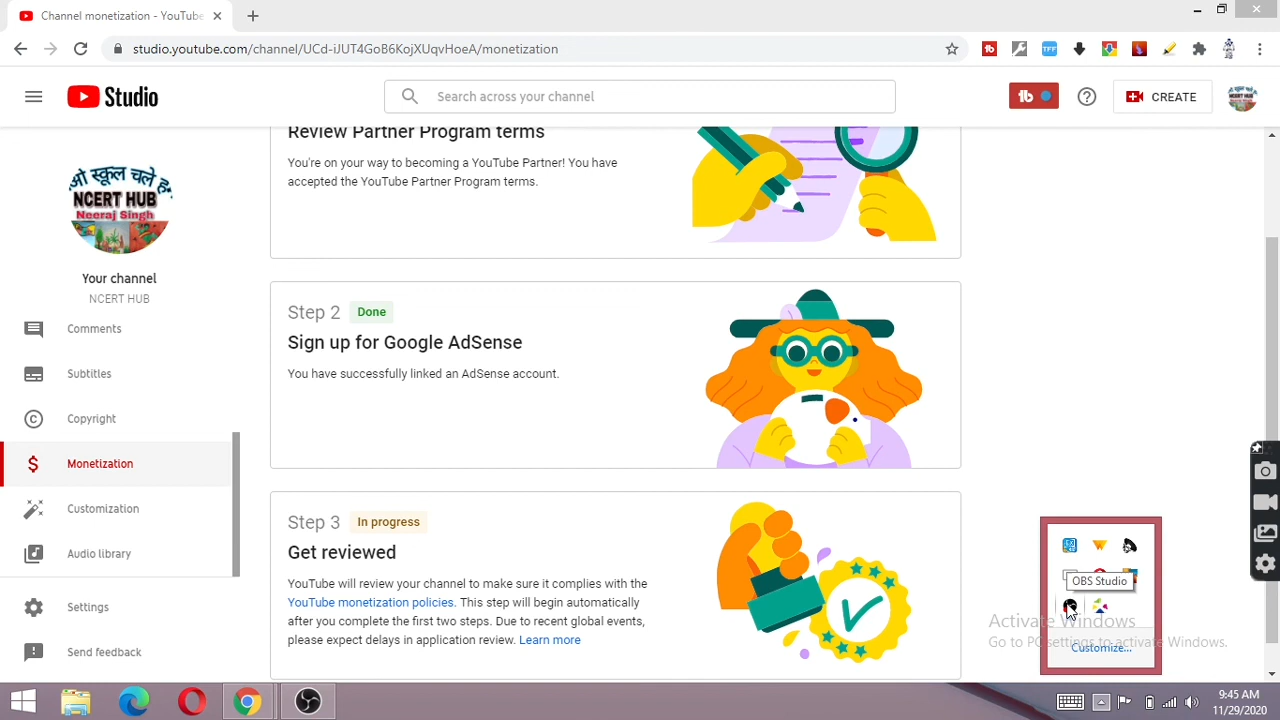 Channel monetization - YouTube
studio.youtube.com/channel/UCd-iJUT4GoB6KojXUqVHoeA/monetization
Studio
Search across your channel
CREATE
Review Partner Program terms
You're on your way to becoming a YouTube Partner! You have
accepted the YouTube Partner Program terms.
NCERT HUB
Neeraj Singh
Your channel
NCERT HUB
Comments
Subtitles
Copyright
Monetization
Customization
Audio library
Settings
Send feedback
Step 2 Done
Sign up for Google AdSense
You have successfully linked an AdSense account.
Step 3 In progress
Get reviewed
YouTube will review your channel to make sure it complies with the
YouTube monetization policies. This step will begin automatically
after you complete the first two steps. Due to recent global events,
please expect delays in application review. Learn more
OBS Studio
Activate Windows
Go to PC settings to activate Windows.
Customize...
9:45 AM
11/29/2020